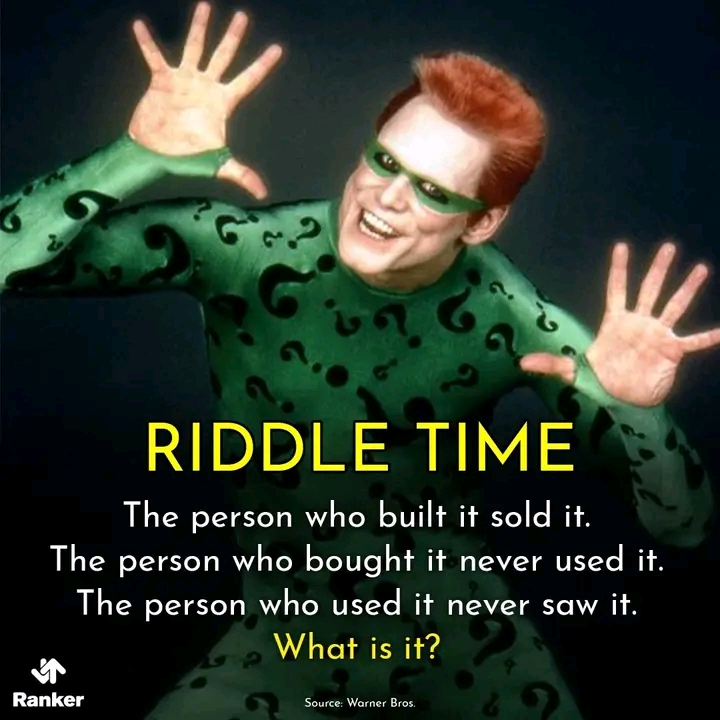 RIDDLE TIME
The person who built it sold it.
The person who bought it never used it.
The person who used it never saw it.
What is it?
Ranker
Source: Warner Bros.